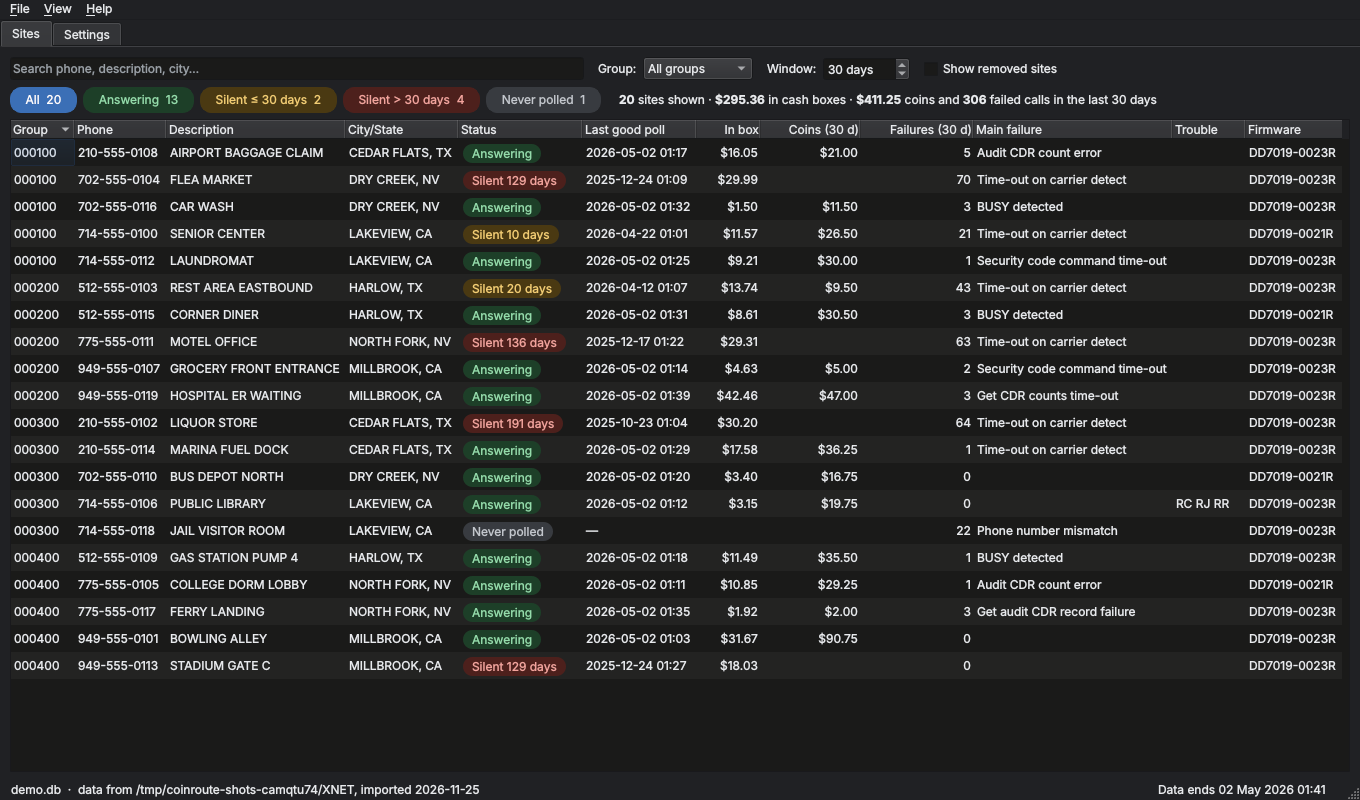 File View Help
Sites Settings
Search phone, description, city... Group: All groups Window: 30 days Show removed sites
All 20 Answering 13 Silent ≤ 30 days 2 Silent > 30 days 4 Never polled 1 20 sites shown · $295.36 in cash boxes · $411.25 coins and 306 failed calls in the last 30 days
Group Phone Description City/State Status Last good poll In box Coins (30 d) Failures (30 d) Main failure Trouble Firmware
000100 210-555-0108 AIRPORT BAGGAGE CLAIM CEDAR FLATS, TX Answering 2026-05-02 01:17 $16.05 $21.00 5 Audit CDR count error DD7019-0023R
000100 702-555-0104 FLEA MARKET DRY CREEK, NV Silent 129 days 2025-12-24 01:09 $29.99 70 Time-out on carrier detect DD7019-0023R
000100 702-555-0116 CAR WASH DRY CREEK, NV Answering 2026-05-02 01:32 $1.50 $11.50 3 BUSY detected DD7019-0023R
000100 714-555-0100 SENIOR CENTER LAKEVIEW, CA Silent 10 days 2026-04-22 01:01 $11.57 $26.50 21 Time-out on carrier detect DD7019-0021R
000100 714-555-0112 LAUNDROMAT LAKEVIEW, CA Answering 2026-05-02 01:25 $9.21 $30.00 1 Security code command time-out DD7019-0023R
000200 512-555-0103 REST AREA EASTBOUND HARLOW, TX Silent 20 days 2026-04-12 01:07 $13.74 $9.50 43 Time-out on carrier detect DD7019-0023R
000200 512-555-0115 CORNER DINER HARLOW, TX Answering 2026-05-02 01:31 $8.61 $30.50 3 BUSY detected DD7019-0021R
000200 775-555-0111 MOTEL OFFICE NORTH FORK, NV Silent 136 days 2025-12-17 01:22 $29.31 63 Time-out on carrier detect DD7019-0023R
000200 949-555-0107 GROCERY FRONT ENTRANCE MILLBROOK, CA Answering 2026-05-02 01:14 $4.63 $5.00 2 Security code command time-out DD7019-0023R
000200 949-555-0119 HOSPITAL ER WAITING MILLBROOK, CA Answering 2026-05-02 01:39 $42.46 $47.00 3 Get CDR counts time-out DD7019-0023R
000300 210-555-0102 LIQUOR STORE CEDAR FLATS, TX Silent 191 days 2025-10-23 01:04 $30.20 64 Time-out on carrier detect DD7019-0023R
000300 210-555-0114 MARINA FUEL DOCK CEDAR FLATS, TX Answering 2026-05-02 01:29 $17.58 $36.25 1 Time-out on carrier detect DD7019-0023R
000300 702-555-0110 BUS DEPOT NORTH DRY CREEK, NV Answering 2026-05-02 01:20 $3.40 $16.75 0 DD7019-0021R
000300 714-555-0106 PUBLIC LIBRARY LAKEVIEW, CA Answering 2026-05-02 01:12 $3.15 $19.75 0 RC RJ RR DD7019-0023R
000300 714-555-0118 JAIL VISITOR ROOM LAKEVIEW, CA Never polled — 22 Phone number mismatch DD7019-0023R
000400 512-555-0109 GAS STATION PUMP 4 HARLOW, TX Answering 2026-05-02 01:18 $11.49 $35.50 1 BUSY detected DD7019-0023R
000400 775-555-0105 COLLEGE DORM LOBBY NORTH FORK, NV Answering 2026-05-02 01:11 $10.85 $29.25 1 Audit CDR count error DD7019-0021R
000400 775-555-0117 FERRY LANDING NORTH FORK, NV Answering 2026-05-02 01:35 $1.92 $2.00 3 Get audit CDR record failure DD7019-0023R
000400 949-555-0101 BOWLING ALLEY MILLBROOK, CA Answering 2026-05-02 01:03 $31.67 $90.75 0 DD7019-0023R
000400 949-555-0113 STADIUM GATE C MILLBROOK, CA Silent 129 days 2025-12-24 01:27 $18.03 0 DD7019-0023R
demo.db · data from /tmp/coinroute-shots-camqtu74/XNET, imported 2026-11-25 Data ends 02 May 2026 01:41